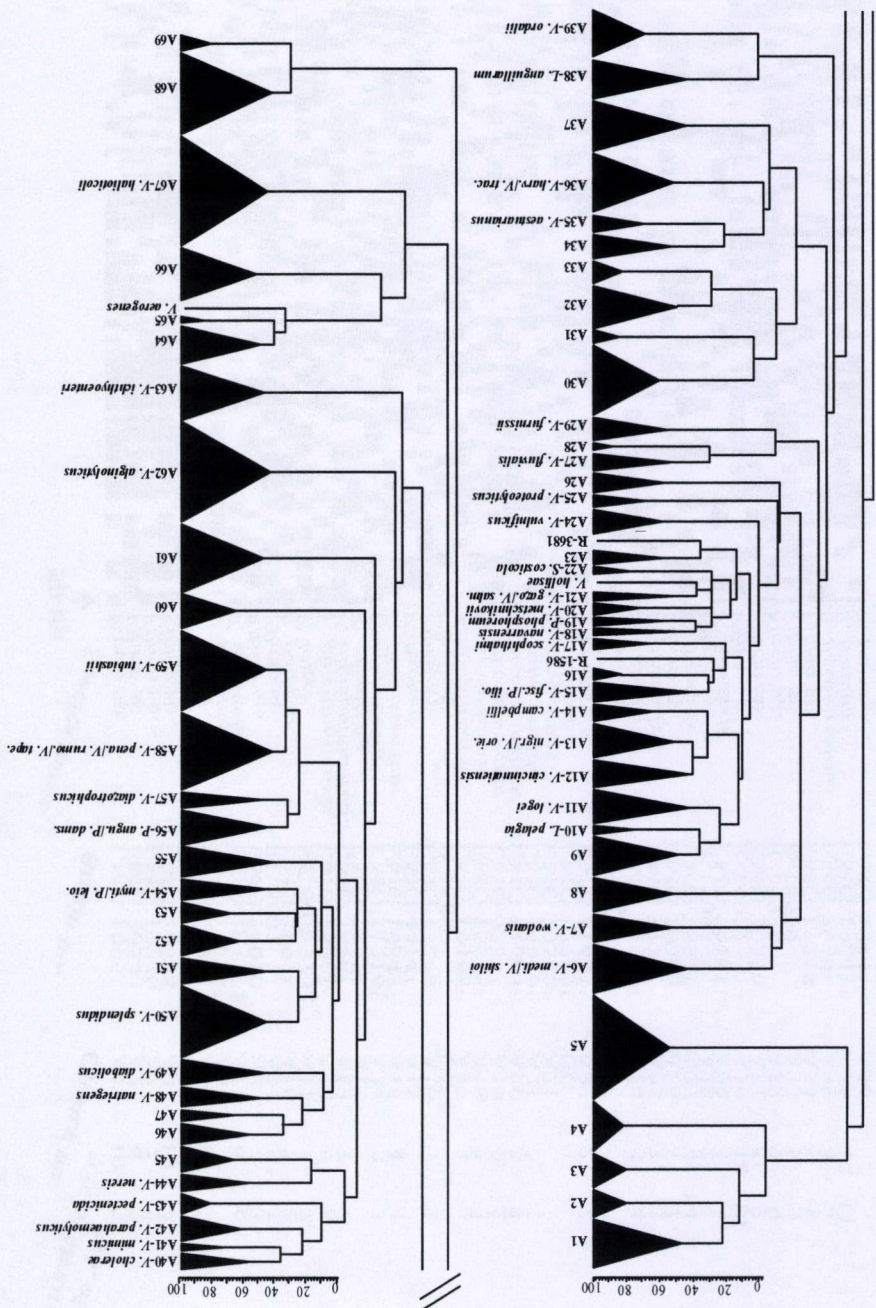 0 20 40 60 80 100
A1
A2
A3
A4
A5
A6-V. medi./V. shiloi
A7-V. wodanis
A8
A9
A10-L. pelagia
A11-V. logei
A12-V. cincinnatiensis
A13-V. nigr./V. orie.
A14-V. campbellii
A15-V. fisc./P. ilio.
A16
R-1586
A17-V. scophthalmi
A18-V. navarrensis
A19-P. phosphoreum
A20-V. metschnikovii
A21-V. gazo./V. salm.
V. hollisae
A22-S. costicola
A23
R-3681
A24-V. vulnificus
A25-V. proteolyticus
A26
A27-V. fluvialis
A28
A29-V. furnissii
A30
A31
A32
A33
A34
A35-V. aestuarianus
A36-V. harv./V. trac.
A37
A38-L. anguillarum
A39-V. ordalii
0 20 40 60 80 100
A40-V. cholerae
A41-V. mimicus
A42-V. parahaemolyticus
A43-V. pectenicida
A44-V. nereis
A45
A46
A47
A48-V. natriegens
A49-V. diabolicus
A50-V. splendidus
A51
A52
A53
A54-V. myti./P. leio.
A55
A56-P. angu./P. dams.
A57-V. diazotrophicus
A58-V. pena./V. rumo./V. tape.
A59-V. tubiashii
A60
A61
A62-V. alginolyticus
A63-V. ichthyoenteri
A64
A65
V. aerogenes
A66
A67-V. halioticoli
A68
A69